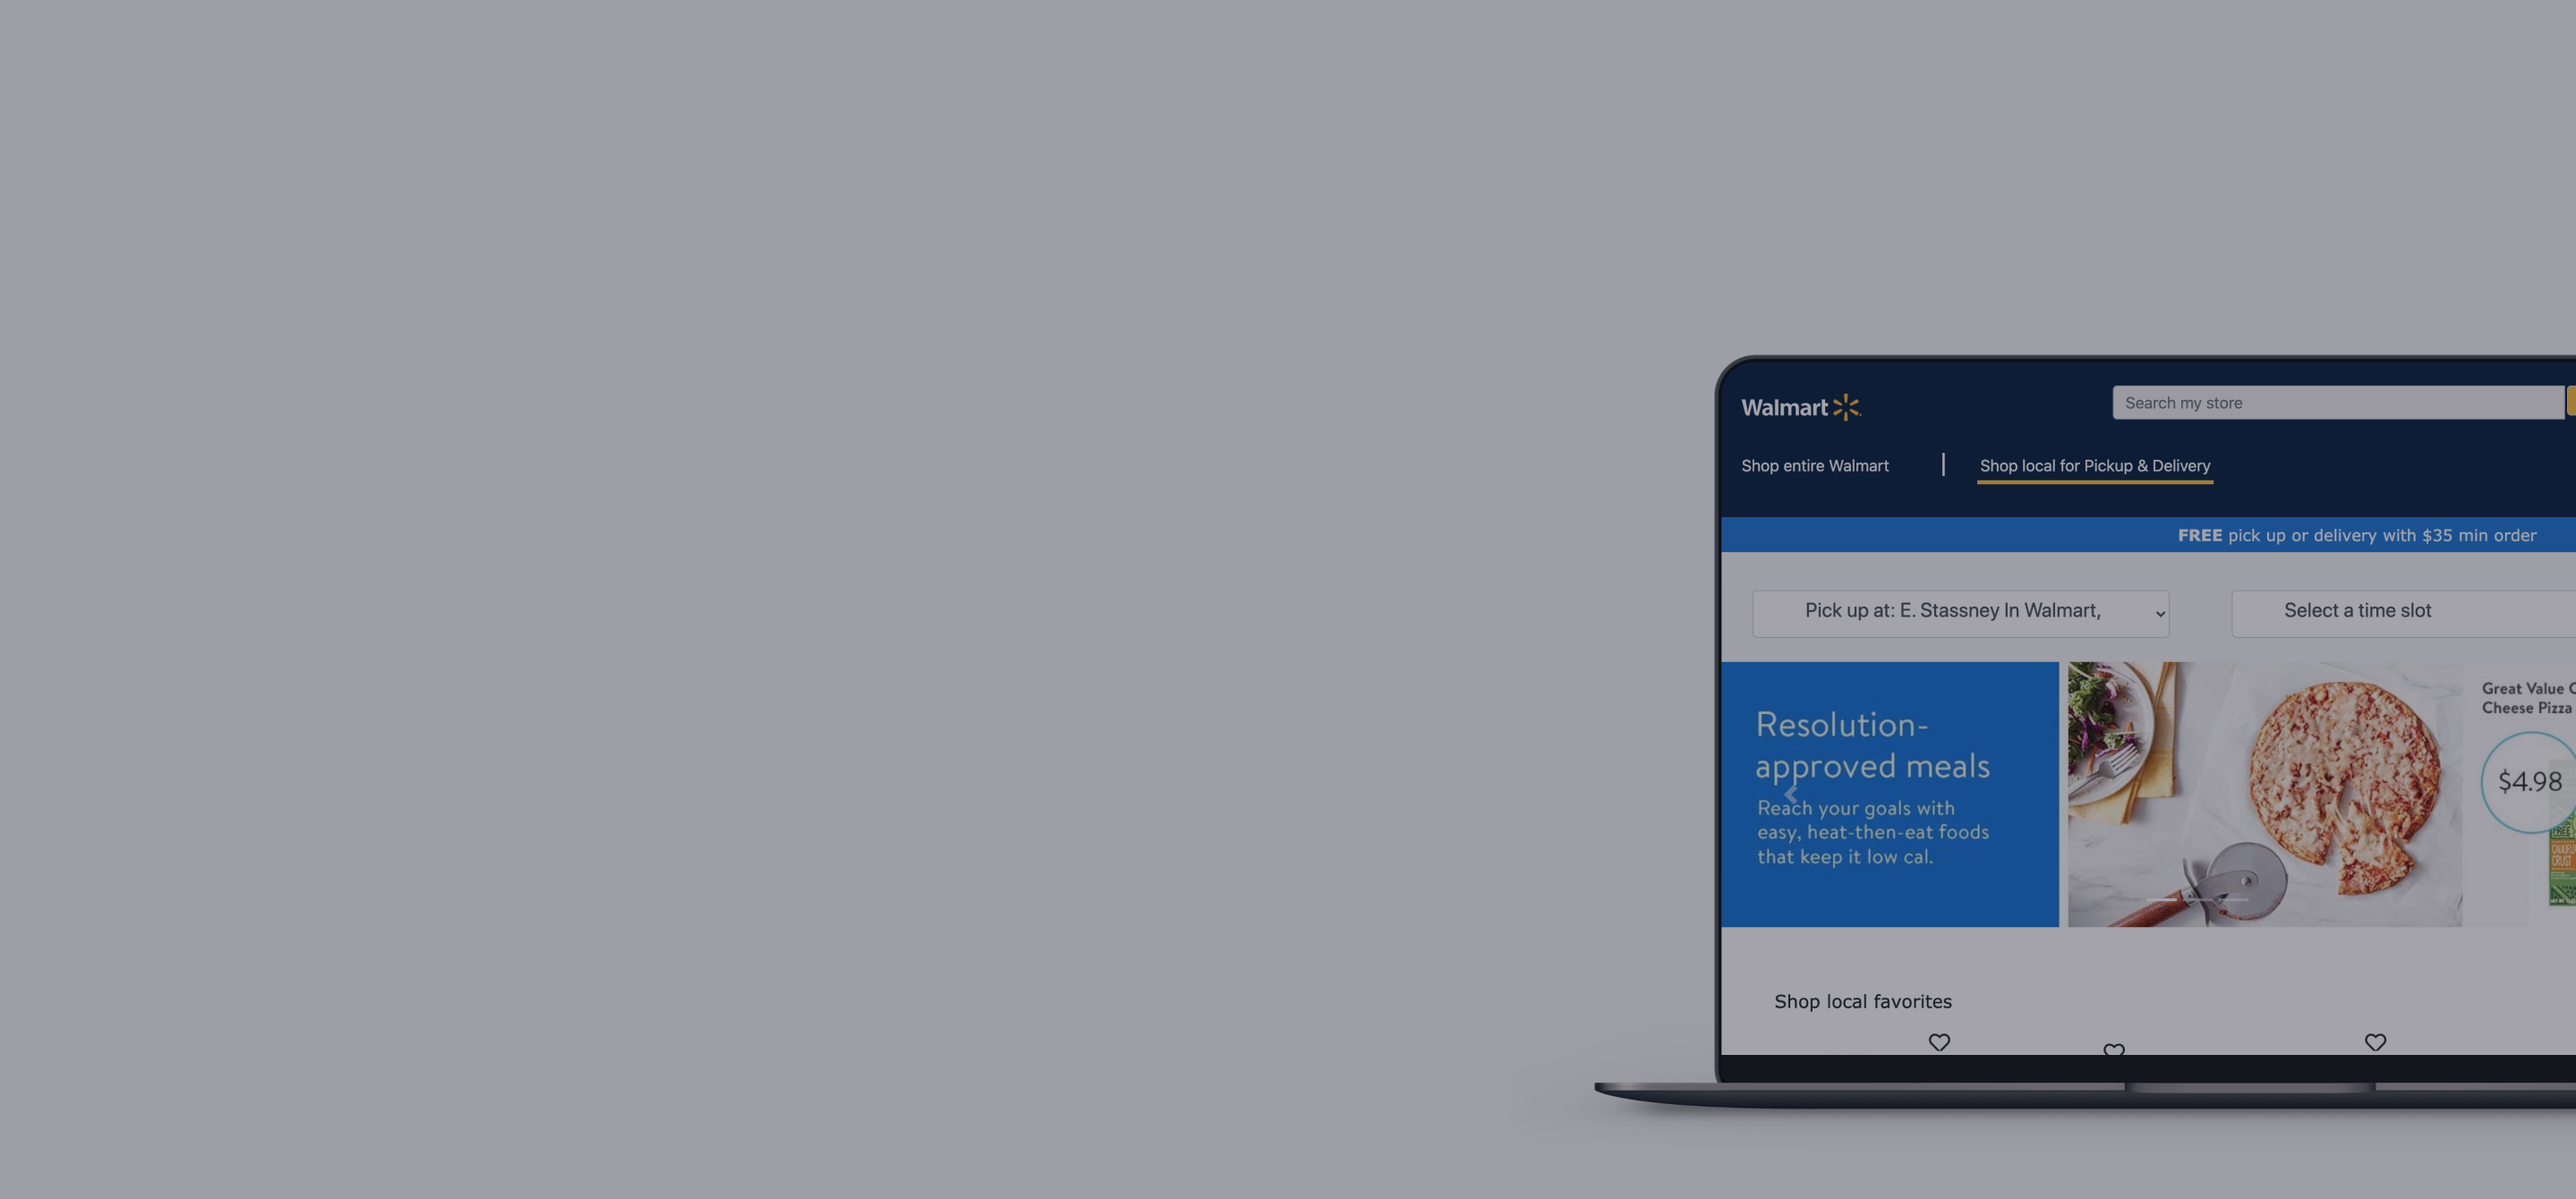 Walmart
Search my store
Shop entire Walmart
Shop local for Pickup & Delivery
FREE pick up or delivery with $35 min order
Pick up at: E. Stassney ln Walmart,
Select a time slot
Resolution-
approved meals
Reach your goals with
easy, heat-then-eat foods
that keep it low cal.
Great Value
Cheese Pizza
$4.98
CRUST
Shop local favorites